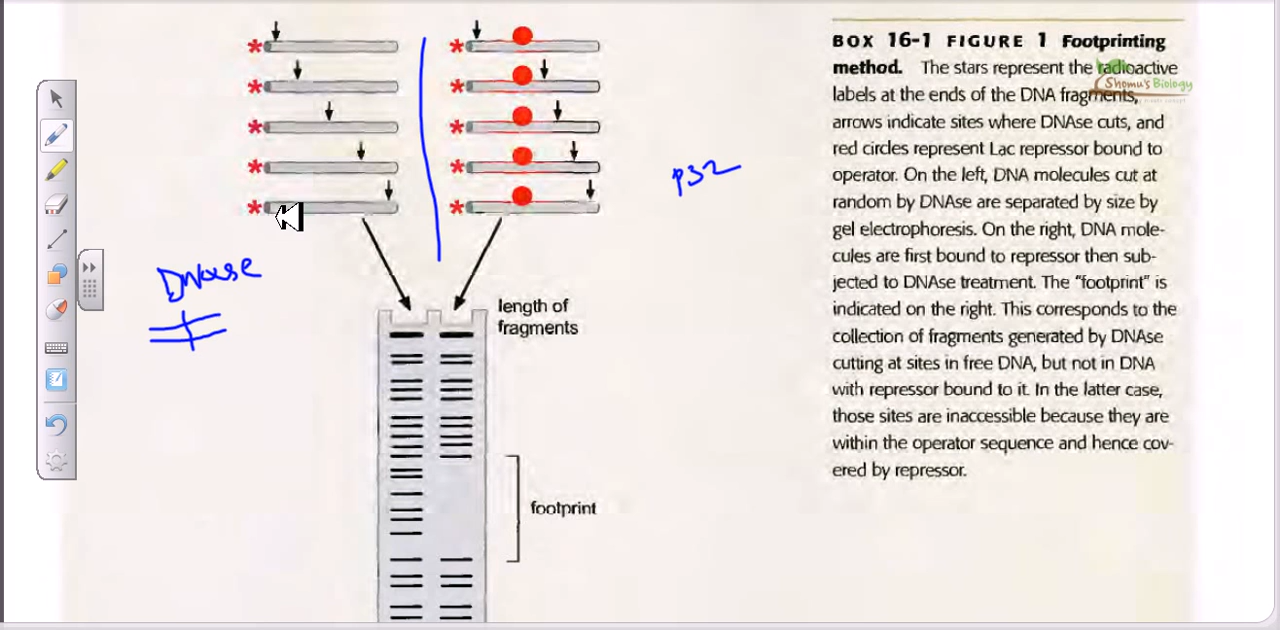 BOX 16-1 FIGURE 1 Footprinting
method. The stars represent the radioactive
labels at the ends of the DNA fragments,
arrows indicate sites where DNAse cuts, and
red circles represent Lac repressor bound to
operator. On the left, DNA molecules cut at
random by DNAse are separated by size by
gel electrophoresis. On the right, DNA mole-
cules are first bound to repressor then sub-
jected to DNAse treatment. The “footprint” is
indicated on the right. This corresponds to the
collection of fragments generated by DNAse
cutting at sites in free DNA, but not in DNA
with repressor bound to it. In the latter case,
those sites are inaccessible because they are
within the operator sequence and hence cov-
ered by repressor.
Shomu's Biology
P32
DNase
length of
fragments
footprint